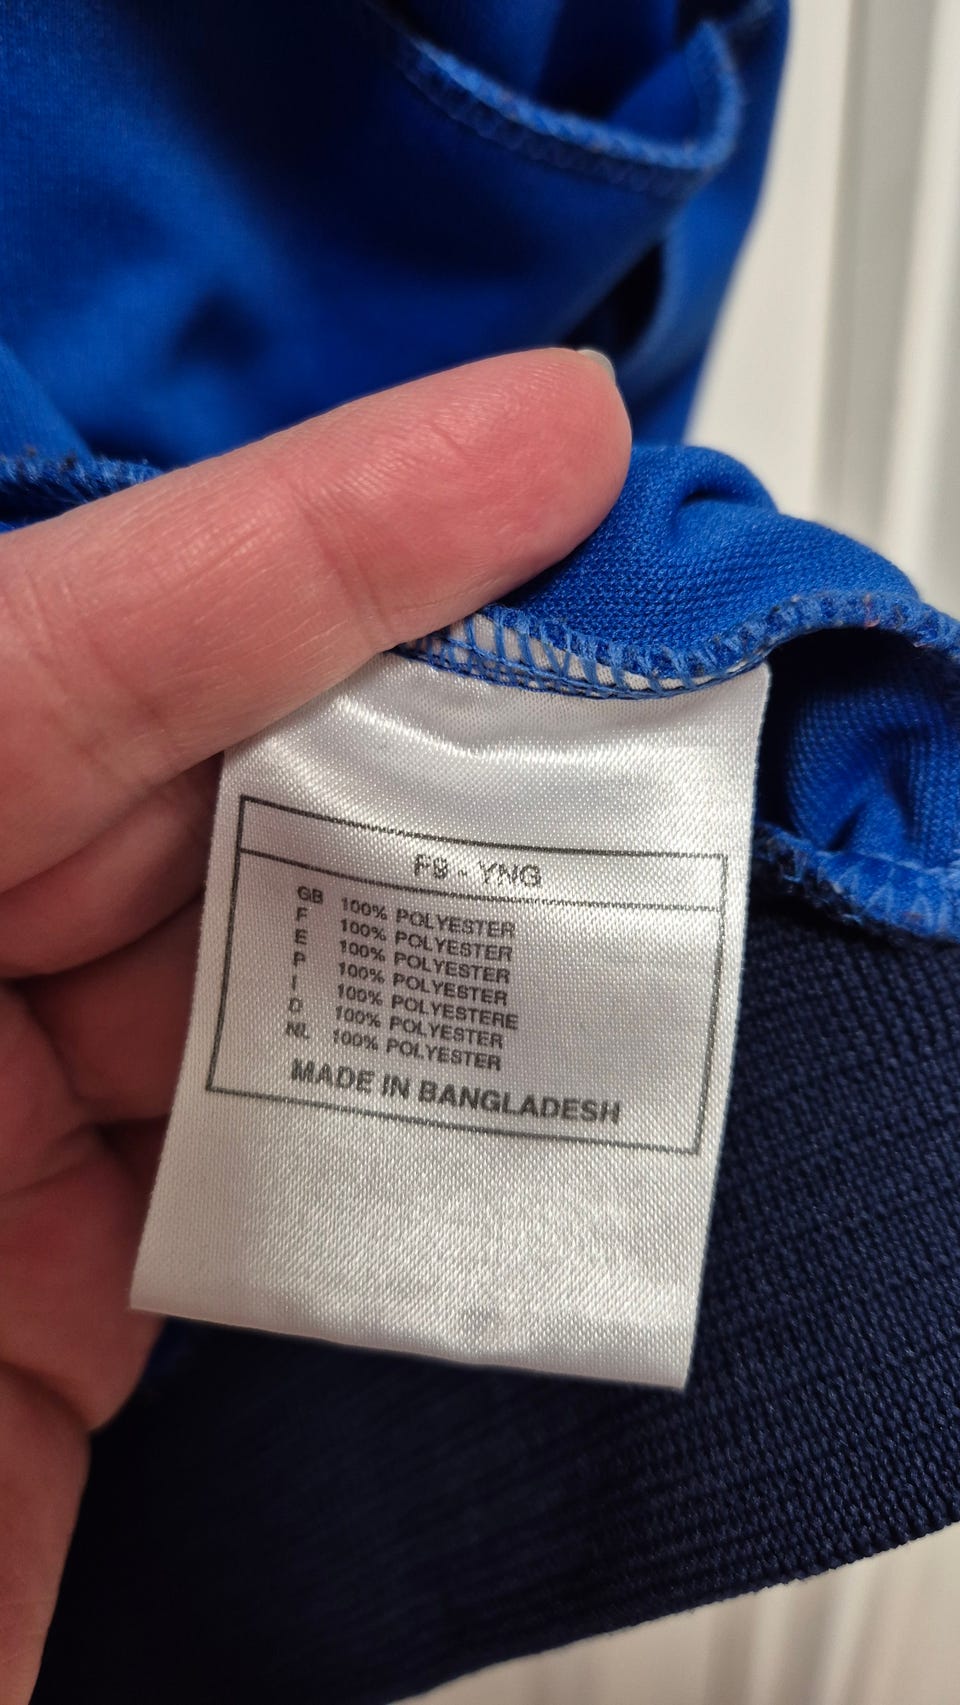 F9 - YNG
GB 100% POLYESTER
F 100% POLYESTER
E 100% POLYESTER
P 100% POLYESTER
I 100% POLYESTERE
D 100% POLYESTER
NL 100% POLYESTER
MADE IN BANGLADESH